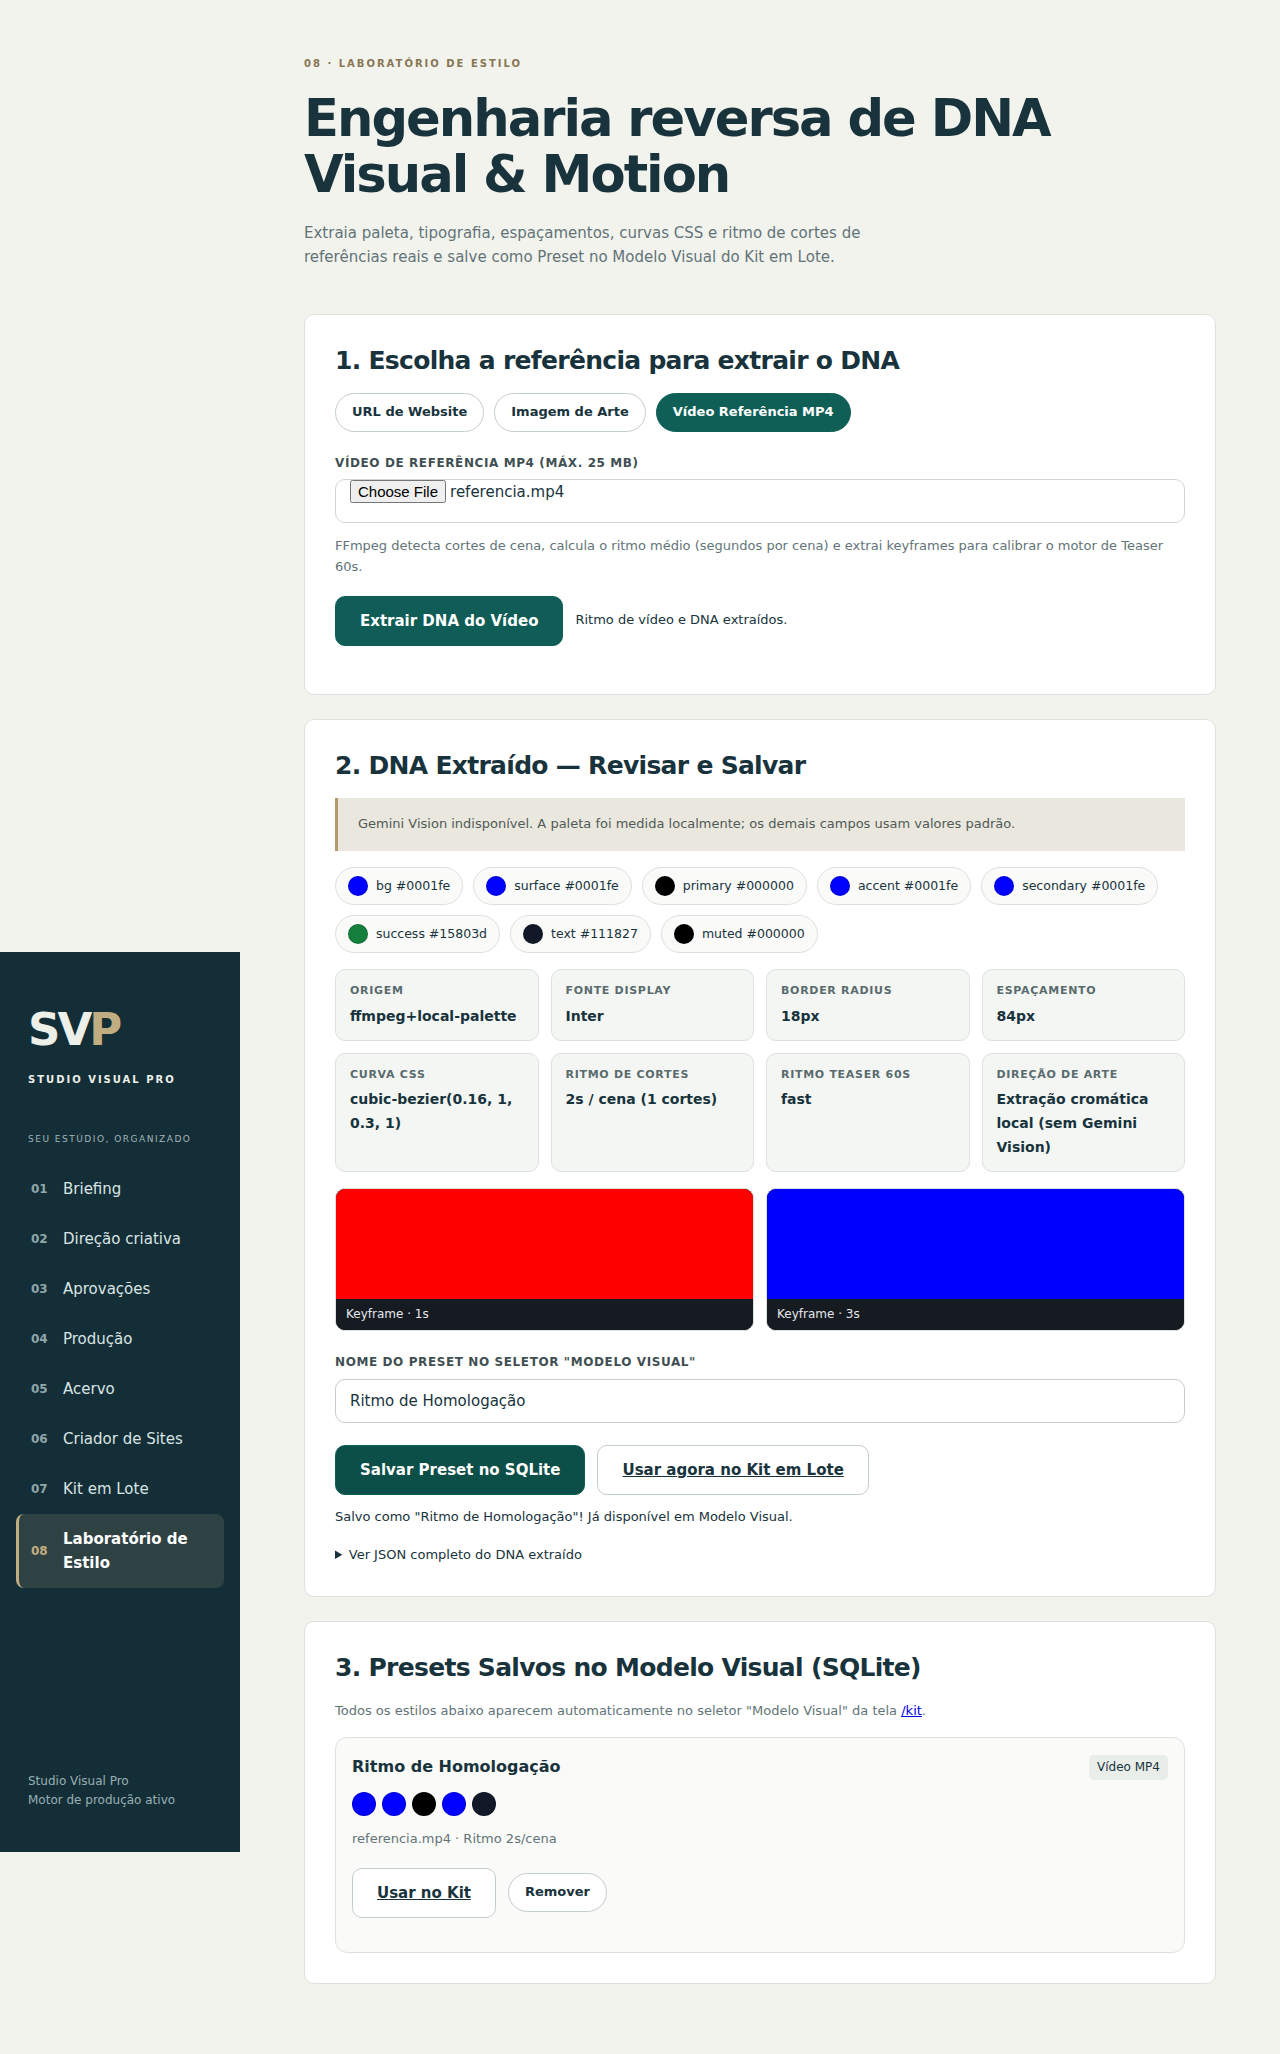 08 · LABORATÓRIO DE ESTILO
Engenharia reversa de DNA
Visual & Motion
Extraia paleta, tipografia, espaçamentos, curvas CSS e ritmo de cortes de
referências reais e salve como Preset no Modelo Visual do Kit em Lote.
1. Escolha a referência para extrair o DNA
URL de Website
Imagem de Arte
Vídeo Referência MP4
VÍDEO DE REFERÊNCIA MP4 (MÁX. 25 MB)
Choose File referencia.mp4
FFmpeg detecta cortes de cena, calcula o ritmo médio (segundos por cena) e extrai keyframes para calibrar o motor de Teaser
60s.
Extrair DNA do Vídeo
Ritmo de vídeo e DNA extraídos.
2. DNA Extraído — Revisar e Salvar
Gemini Vision indisponível. A paleta foi medida localmente; os demais campos usam valores padrão.
bg #0001fe
surface #0001fe
primary #000000
accent #0001fe
secondary #0001fe
success #15803d
text #111827
muted #000000
ORIGEM
ffmpeg+local-palette
FONTE DISPLAY
Inter
BORDER RADIUS
18px
ESPAÇAMENTO
84px
CURVA CSS
cubic-bezier(0.16, 1,
0.3, 1)
RITMO DE CORTES
2s / cena (1 cortes)
RITMO TEASER 60S
fast
DIREÇÃO DE ARTE
Extração cromática
local (sem Gemini
Vision)
Keyframe · 1s
Keyframe · 3s
NOME DO PRESET NO SELETOR "MODELO VISUAL"
Ritmo de Homologação
Salvar Preset no SQLite
Usar agora no Kit em Lote
Salvo como "Ritmo de Homologação"! Já disponível em Modelo Visual.
▶ Ver JSON completo do DNA extraído
3. Presets Salvos no Modelo Visual (SQLite)
Todos os estilos abaixo aparecem automaticamente no seletor "Modelo Visual" da tela /kit.
Ritmo de Homologação
Vídeo MP4
referencia.mp4 · Ritmo 2s/cena
Usar no Kit
Remover
SVP
STUDIO VISUAL PRO
SEU ESTÚDIO, ORGANIZADO
01 Briefing
02 Direção criativa
03 Aprovações
04 Produção
05 Acervo
06 Criador de Sites
07 Kit em Lote
08 Laboratório de
Estilo
Studio Visual Pro
Motor de produção ativo